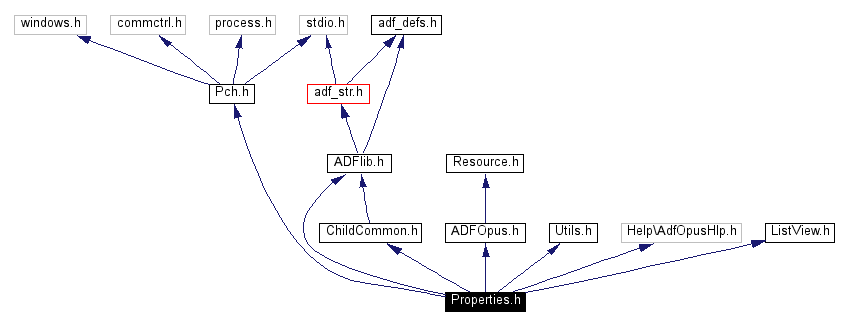 windows.h commctrl.h process.h stdio.h adf_defs.h
Pch.h adf_str.h
ADFlib.h Resource.h
ChildCommon.h ADFOpus.h Utils.h Help\AdfOpusHlp.h ListView.h
Properties.h